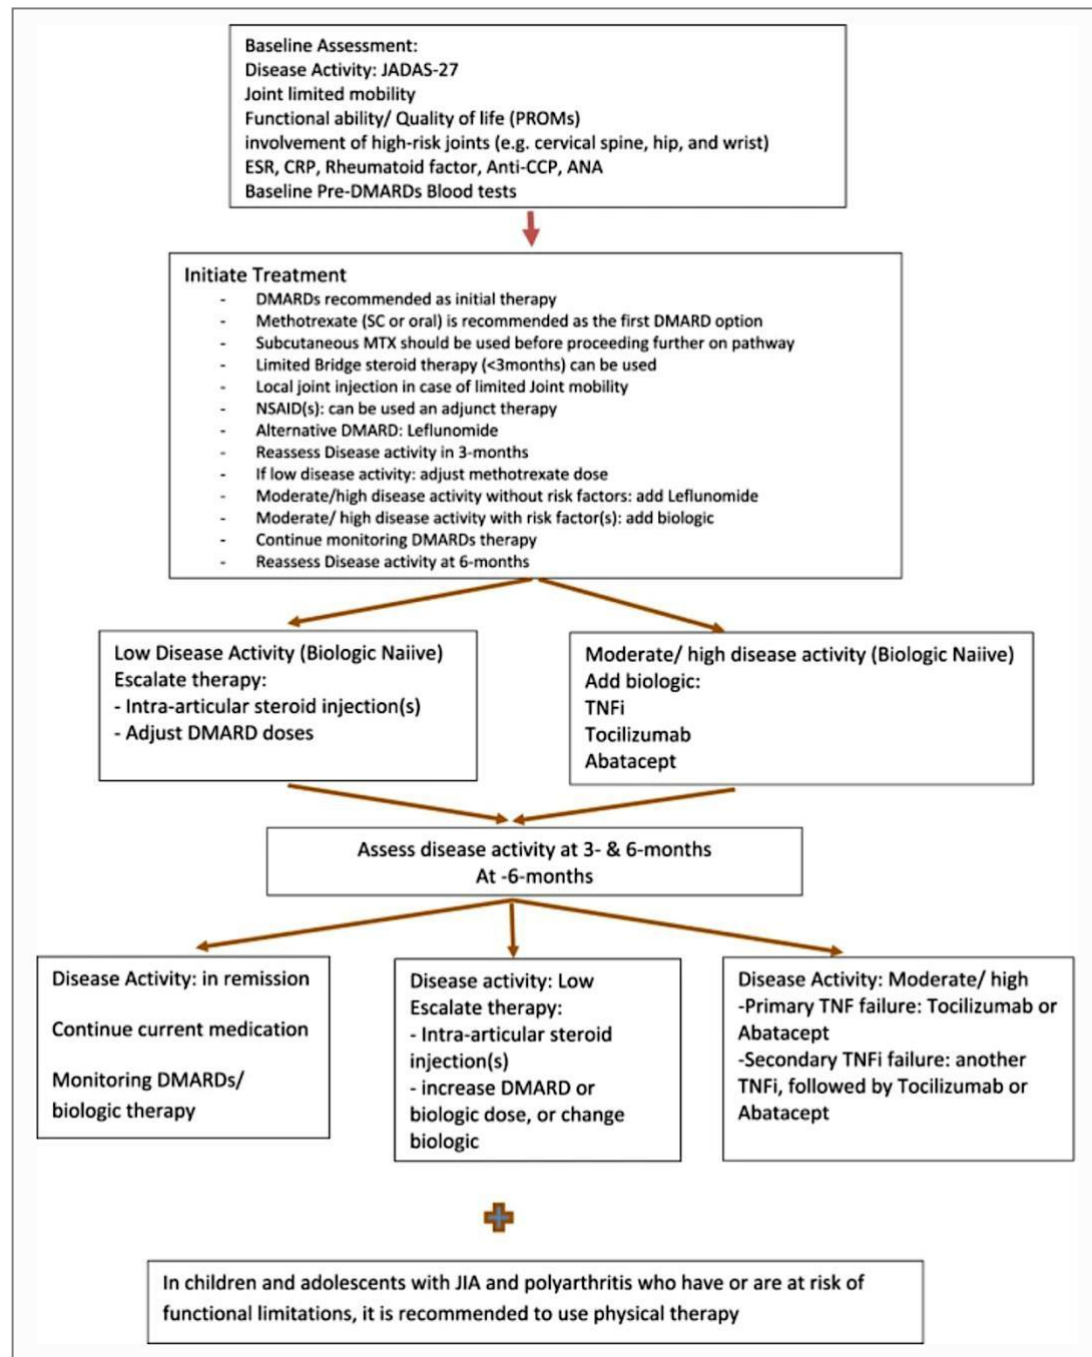 Baseline Assessment:
Disease Activity: JADAS-27
Joint limited mobility
Functional ability/ Quality of life (PROMs)
involvement of high-risk joints (e.g. cervical spine, hip, and wrist)
ESR, CRP, Rheumatoid factor, Anti-CCP, ANA
Baseline Pre-DMARDs Blood tests
Initiate Treatment
- DMARDs recommended as initial therapy
- Methotrexate (SC or oral) is recommended as the first DMARD option
- Subcutaneous MTX should be used before proceeding further on pathway
- Limited Bridge steroid therapy (<3months) can be used
- Local joint injection in case of limited Joint mobility
- NSAID(s): can be used an adjunct therapy
- Alternative DMARD: Leflunomide
- Reassess Disease activity in 3-months
- If low disease activity: adjust methotrexate dose
- Moderate/high disease activity without risk factors: add Leflunomide
- Moderate/ high disease activity with risk factor(s): add biologic
- Continue monitoring DMARDs therapy
- Reassess Disease activity at 6-months
Low Disease Activity (Biologic Naiive)
Escalate therapy:
- Intra-articular steroid injection(s)
- Adjust DMARD doses
Moderate/ high disease activity (Biologic Naiive)
Add biologic:
TNFi
Tocilizumab
Abatacept
Assess disease activity at 3- & 6-months
At -6-months
Disease Activity: in remission
Continue current medication
Monitoring DMARDs/
biologic therapy
Disease activity: Low
Escalate therapy:
- Intra-articular steroid
injection(s)
- increase DMARD or
biologic dose, or change
biologic
Disease Activity: Moderate/ high
-Primary TNF failure: Tocilizumab or
Abatacept
-Secondary TNFi failure: another
TNFi, followed by Tocilizumab or
Abatacept
In children and adolescents with JIA and polyarthritis who have or are at risk of
functional limitations, it is recommended to use physical therapy